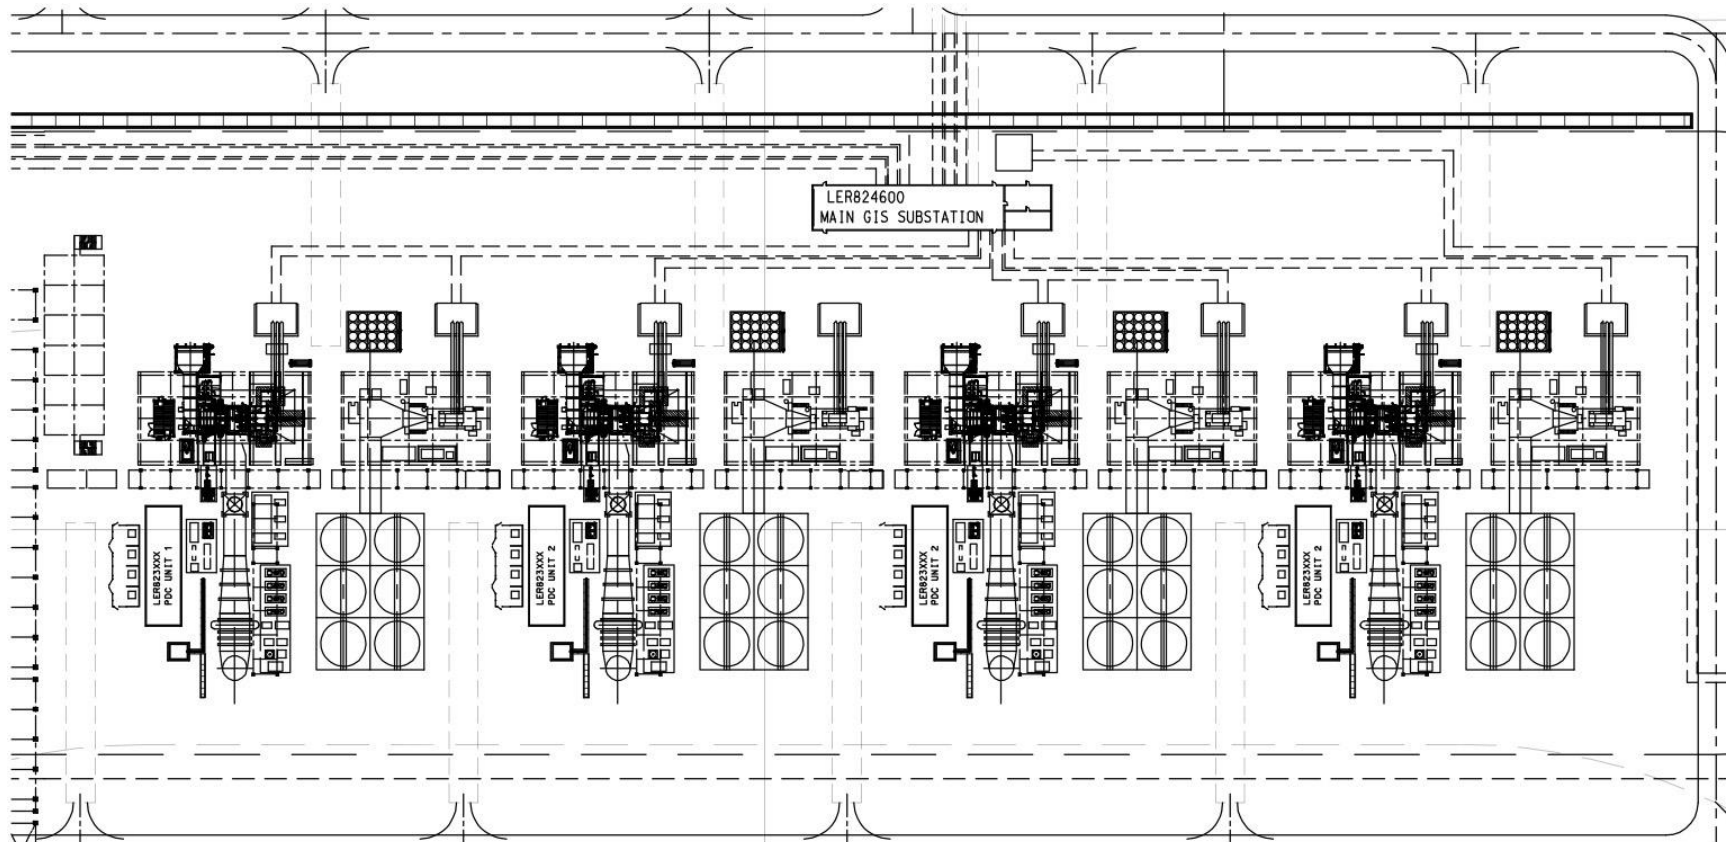 LER824600
MAIN GIS SUBSTATION
LER823XXX
PDC UNIT 1
LER823XXX
PDC UNIT 2
LER823XXX
PDC UNIT 2
LER823XXX
PDC UNIT 2